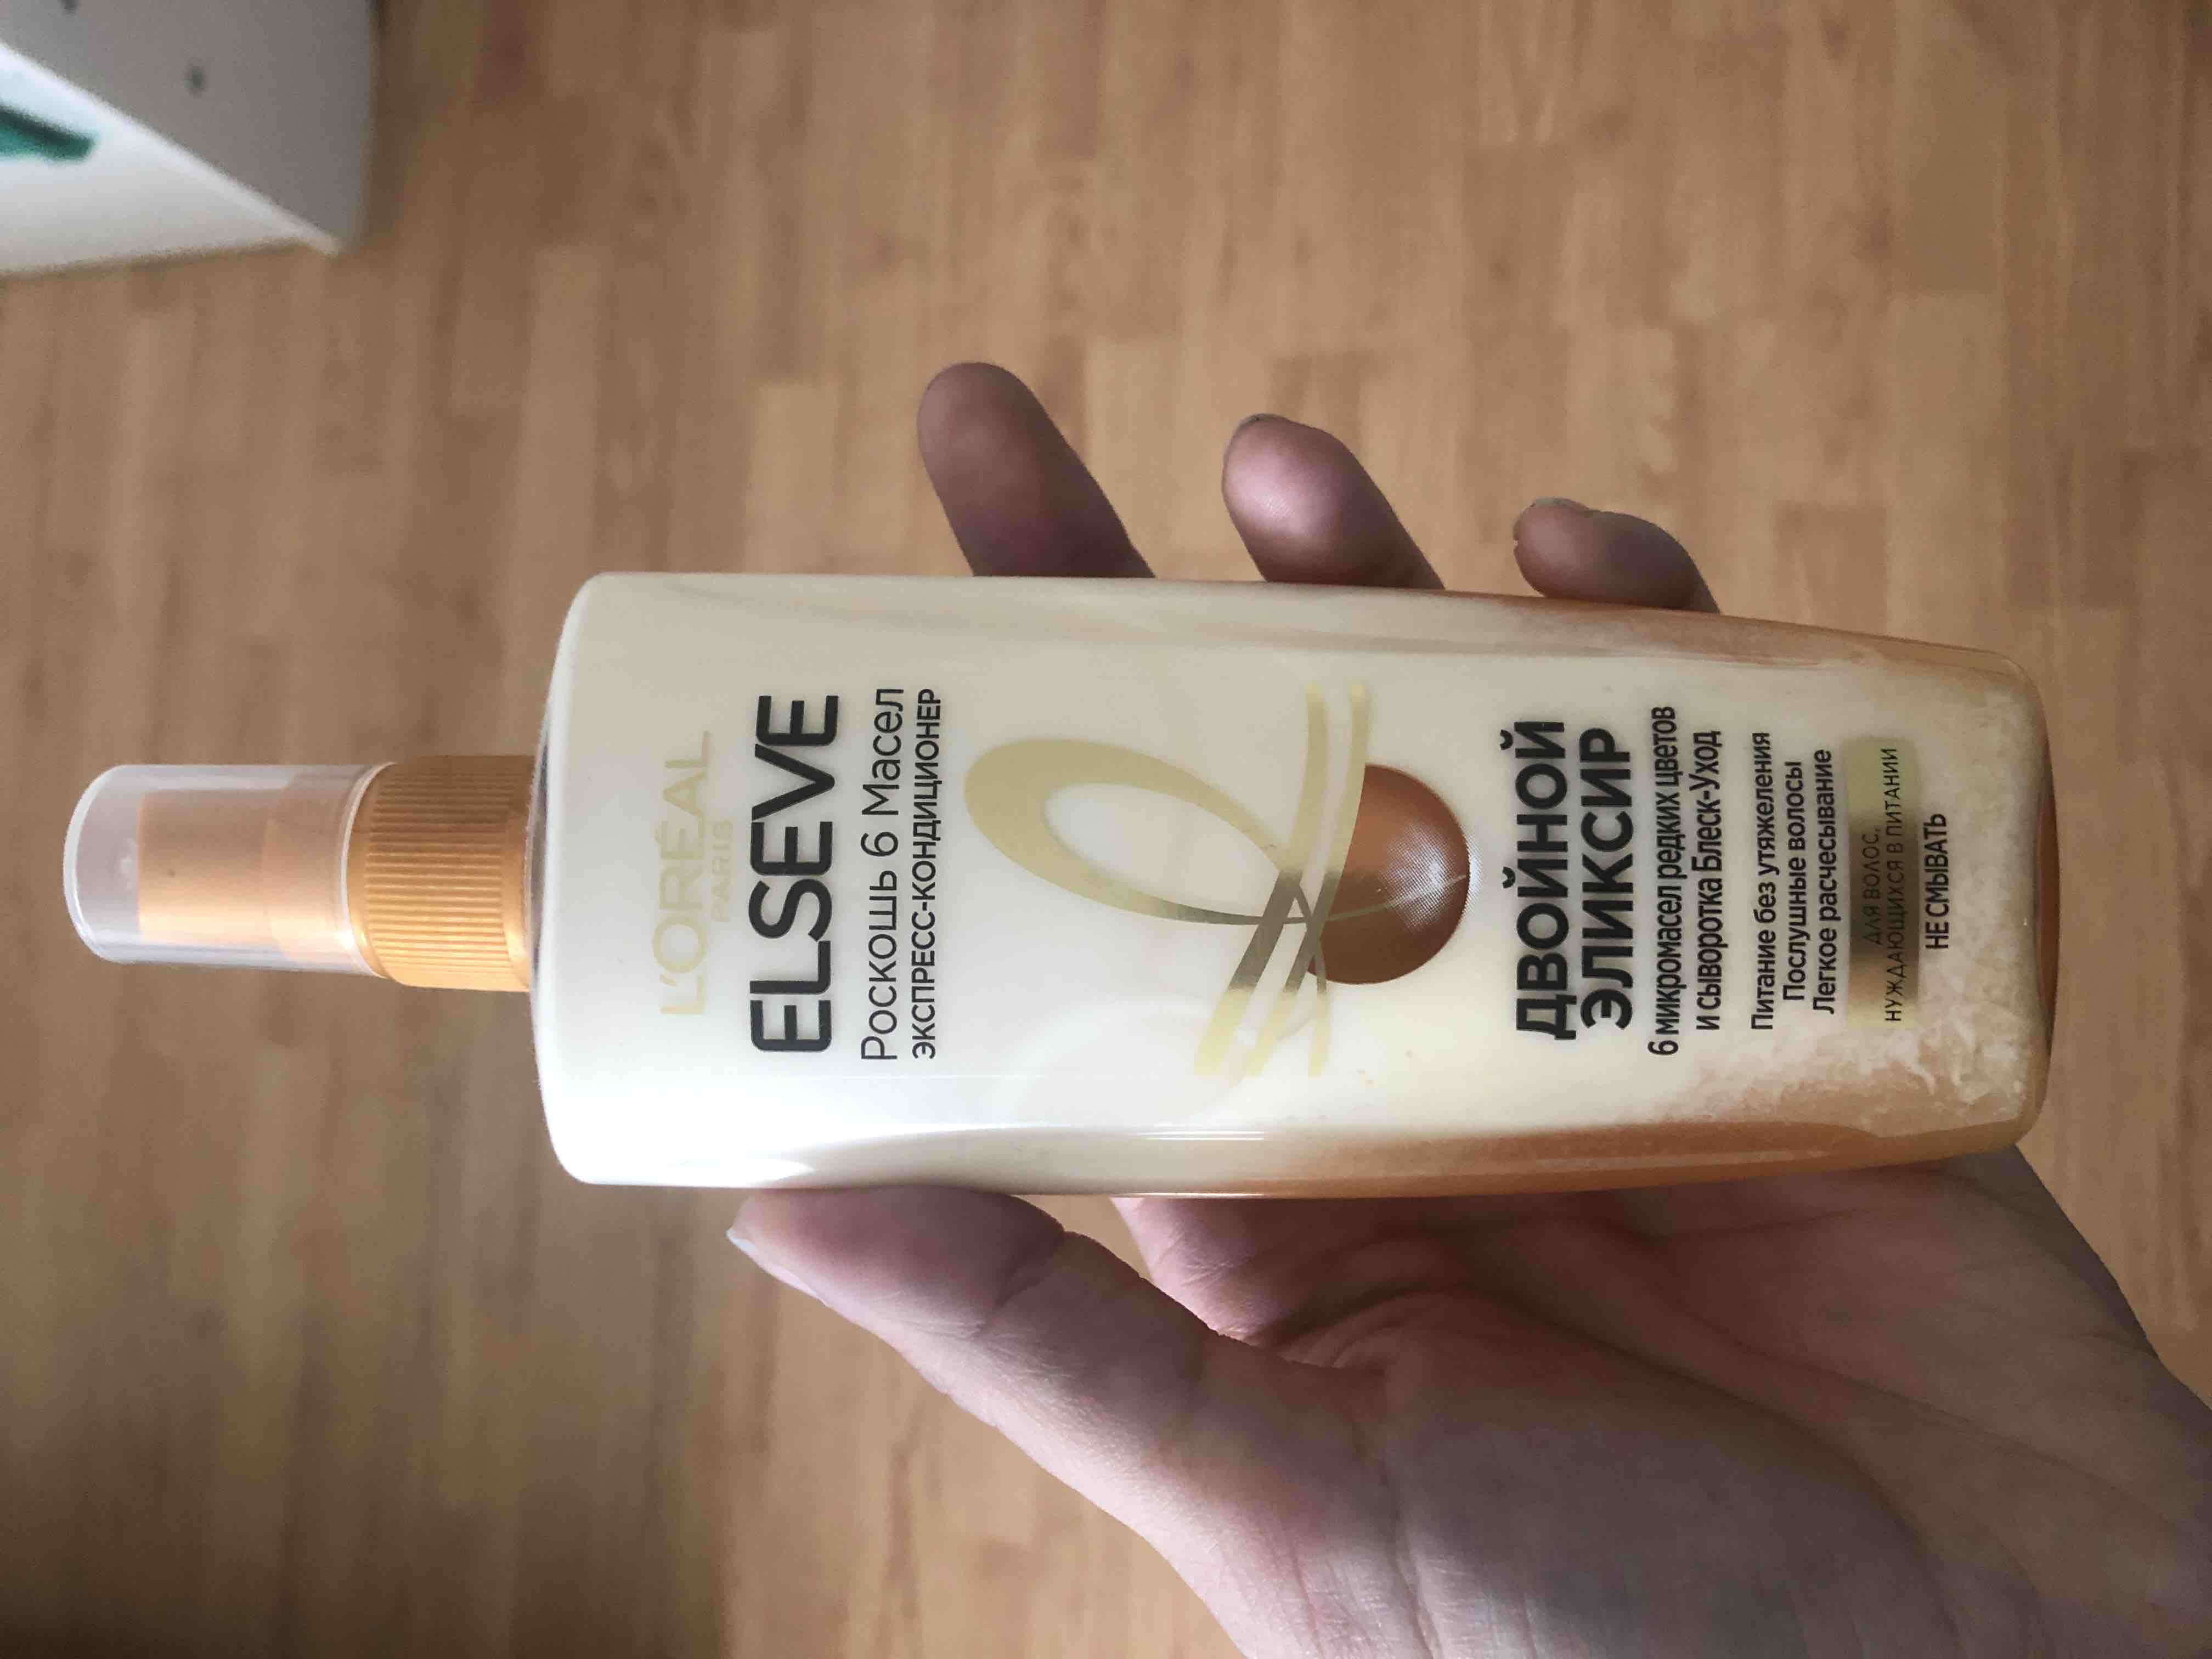 L'ORÉAL
PARIS
ELSEVE
Роскошь 6 Масел
ЭКСПРЕСС-КОНДИЦИОНЕР
ДВОЙНОЙ
ЭЛИКСИР
6 микромасел редких цветов
и сыворотка Блеск-Уход
Питание без утяжеления
Послушные волосы
Легкое расчесывание
ДЛЯ ВОЛОС,
НУЖДАЮЩИХСЯ В ПИТАНИИ
НЕ СМЫВАТЬ